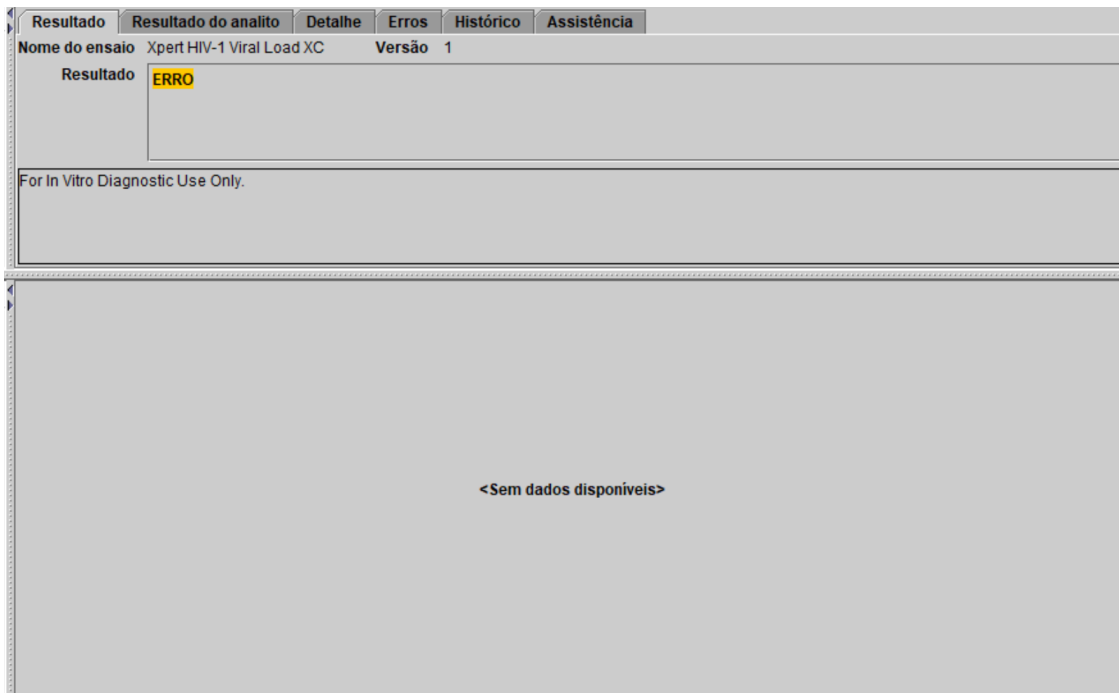 Resultado Resultado do analito Detalhe Erros Histórico Assistência
Nome do ensaio Xpert HIV-1 Viral Load XC Versão 1
Resultado ERRO
For In Vitro Diagnostic Use Only.
<Sem dados disponíveis>